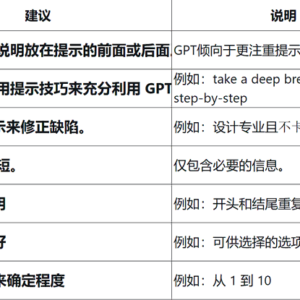 建议 说明
说明放在提示的前面或后面 GPT倾向于更注重提示
用提示技巧来充分利用 GPT 例如：take a deep bre
step-by-step
示来修正缺陷。 例如：设计专业且不卡
短。 仅包含必要的信息。
用 例如：开头和结尾重复
好 例如：可供选择的选项
来确定程度 例如：从 1 到 10